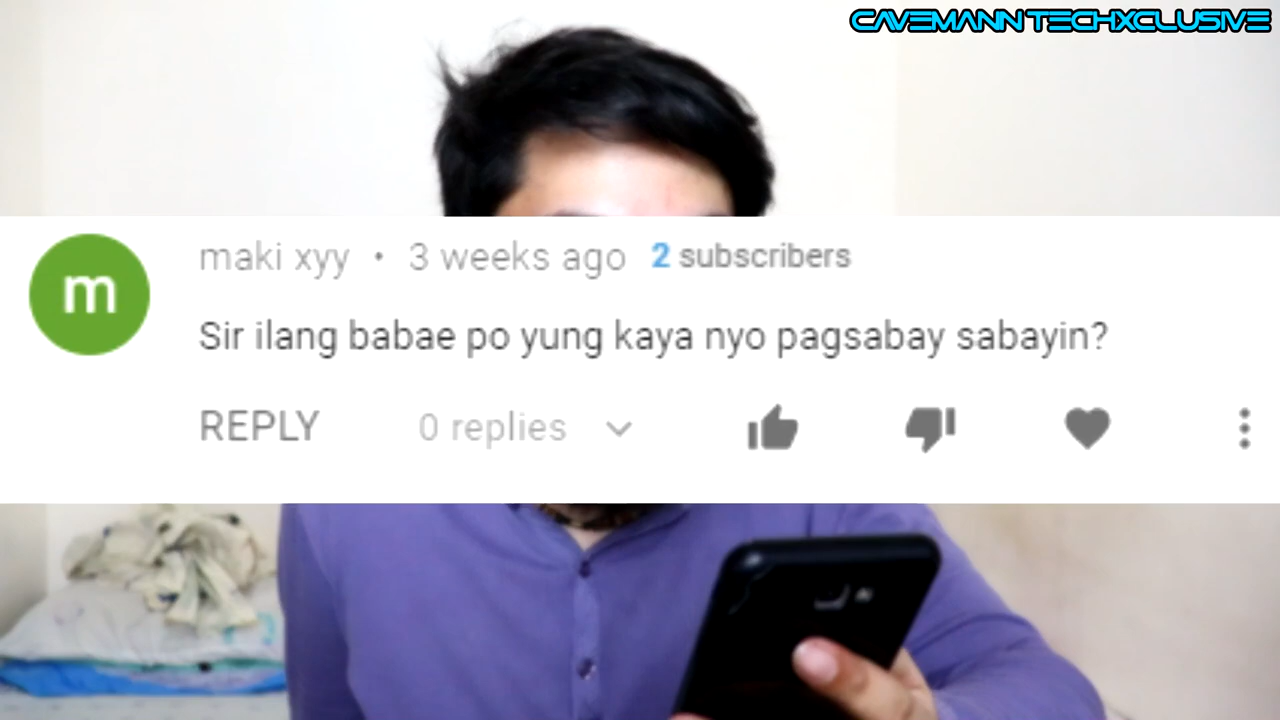 CAVEMANN TECHXCLUSIVE
m
maki xyy • 3 weeks ago 2 subscribers
Sir ilang babae po yung kaya nyo pagsabay sabayin?
REPLY 0 replies